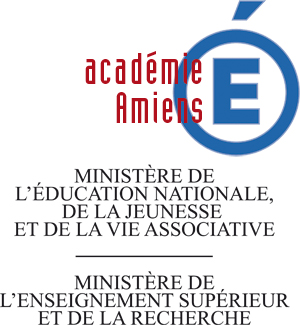 académie
Amiens
É
MINISTÈRE DE
L'ÉDUCATION NATIONALE,
DE LA JEUNESSE
ET DE LA VIE ASSOCIATIVE
MINISTÈRE DE
L'ENSEIGNEMENT SUPÉRIEUR
ET DE LA RECHERCHE